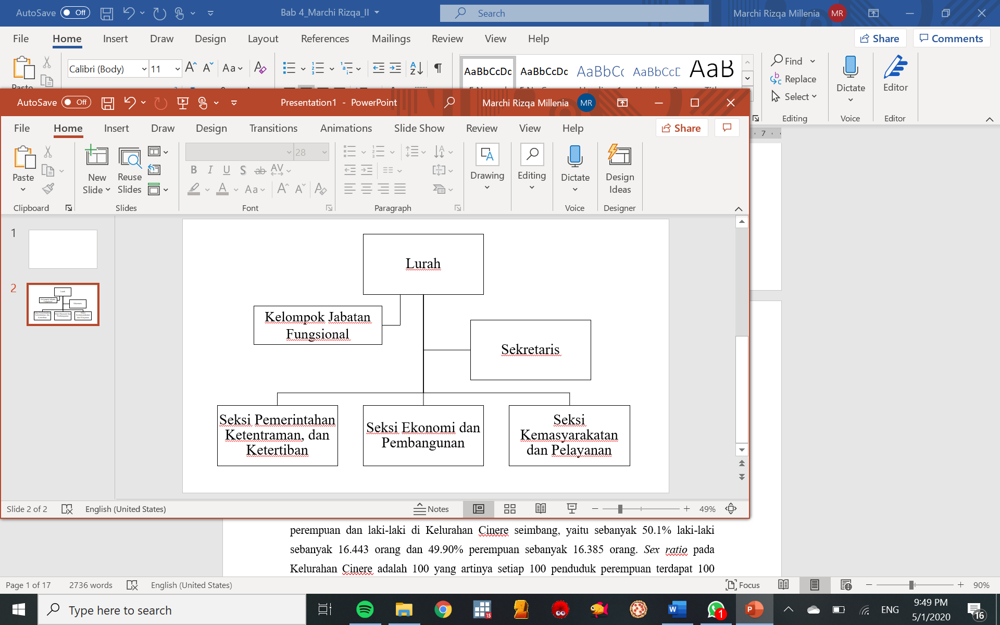 AutoSave Off
Bab 4_Marchi Rizqa_II
Search
Marchi Rizqa Millenia MR
File Home Insert Draw Design Layout References Mailings Review View Help
Share Comments
Calibri (Body) 11
AaBbCcDc AaBbCcDc AaBbCc AaBbCcD AaB
Find
Replace
Select
Dictate
Editor
Paste
Editing Voice Editor
7
AutoSave Off
Presentation1 - PowerPoint
Marchi Rizqa Millenia MR
File Home Insert Draw Design Transitions Animations Slide Show Review View Help
Share
Paste
New Slide
Reuse Slides
28
Drawing
Editing
Dictate
Design Ideas
Clipboard Slides Font Paragraph Voice Designer
1
2
Lurah
Kelompok Jabatan
Fungsional
Sekretaris
Seksi Pemerintahan
Ketentraman, dan
Ketertiban
Seksi Ekonomi dan
Pembangunan
Seksi
Kemasyarakatan
dan Pelayanan
Slide 2 of 2
English (United States)
Notes
49%
perempuan dan laki-laki di Kelurahan Cinere seimbang, yaitu sebanyak 50.1% laki-laki
sebanyak 16.443 orang dan 49.90% perempuan sebanyak 16.385 orang. Sex ratio pada
Kelurahan Cinere adalah 100 yang artinya setiap 100 penduduk perempuan terdapat 100
Page 1 of 17 2736 words English (United States)
Focus
90%
Type here to search
15
1
ENG
9:49 PM
5/1/2020
16